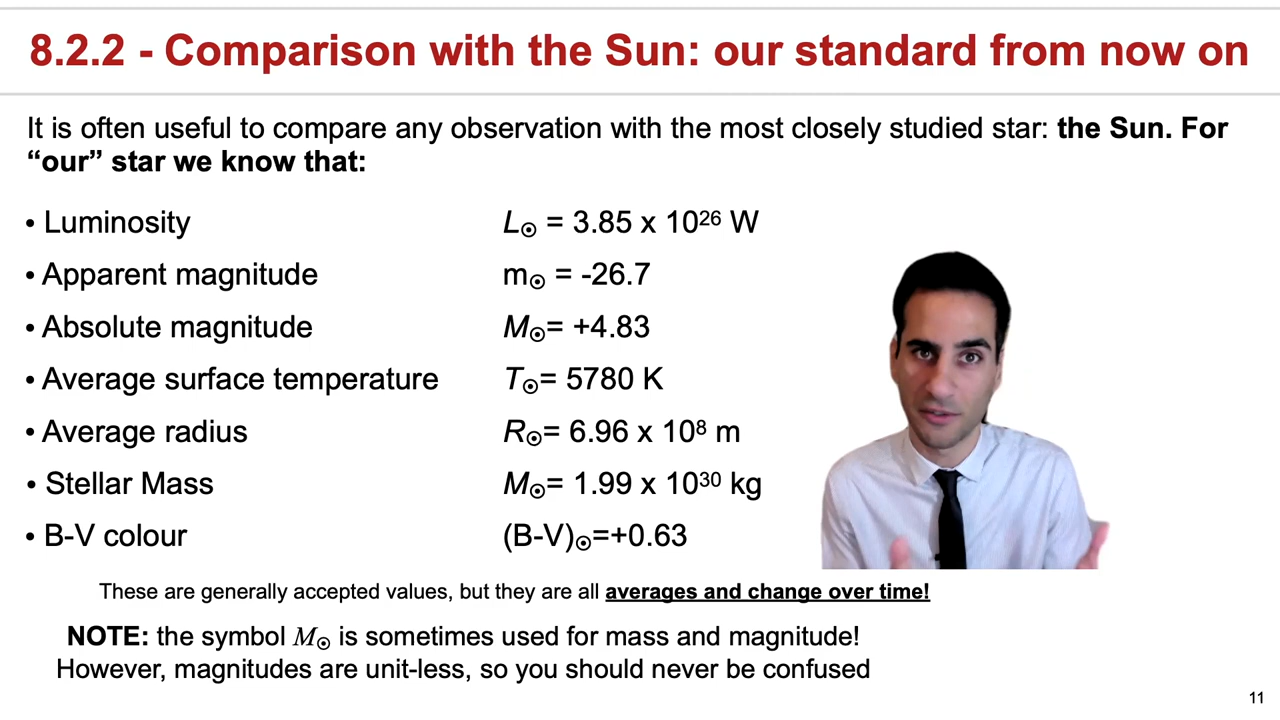 8.2.2 - Comparison with the Sun: our standard from now on
It is often useful to compare any observation with the most closely studied star: the Sun. For
“our” star we know that:
• Luminosity L☉ = 3.85 x 10²⁶ W
• Apparent magnitude m☉ = -26.7
• Absolute magnitude M☉= +4.83
• Average surface temperature T☉= 5780 K
• Average radius R☉= 6.96 x 10⁸ m
• Stellar Mass M☉= 1.99 x 10³⁰ kg
• B-V colour (B-V)☉=+0.63
These are generally accepted values, but they are all averages and change over time!
NOTE: the symbol M☉ is sometimes used for mass and magnitude!
However, magnitudes are unit-less, so you should never be confused
11